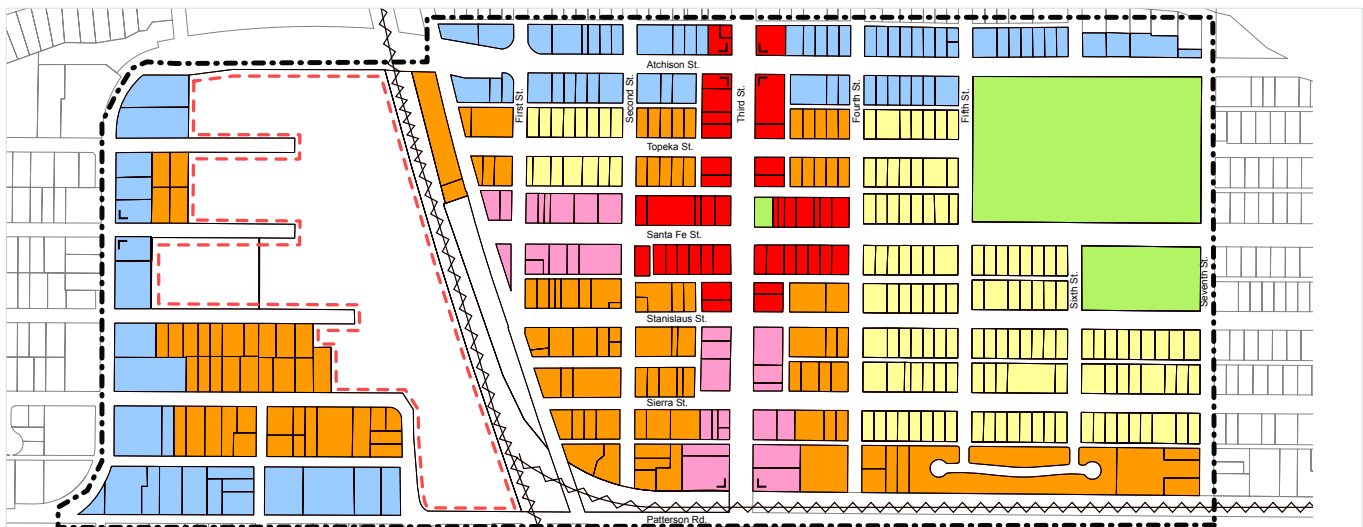 Atchison St.
First St.
Second St.
Third St.
Fourth St.
Fifth St.
Topeka St.
Santa Fe St.
Sixth St.
Seventh St.
Stanislaus St.
Sierra St.
Patterson Rd.